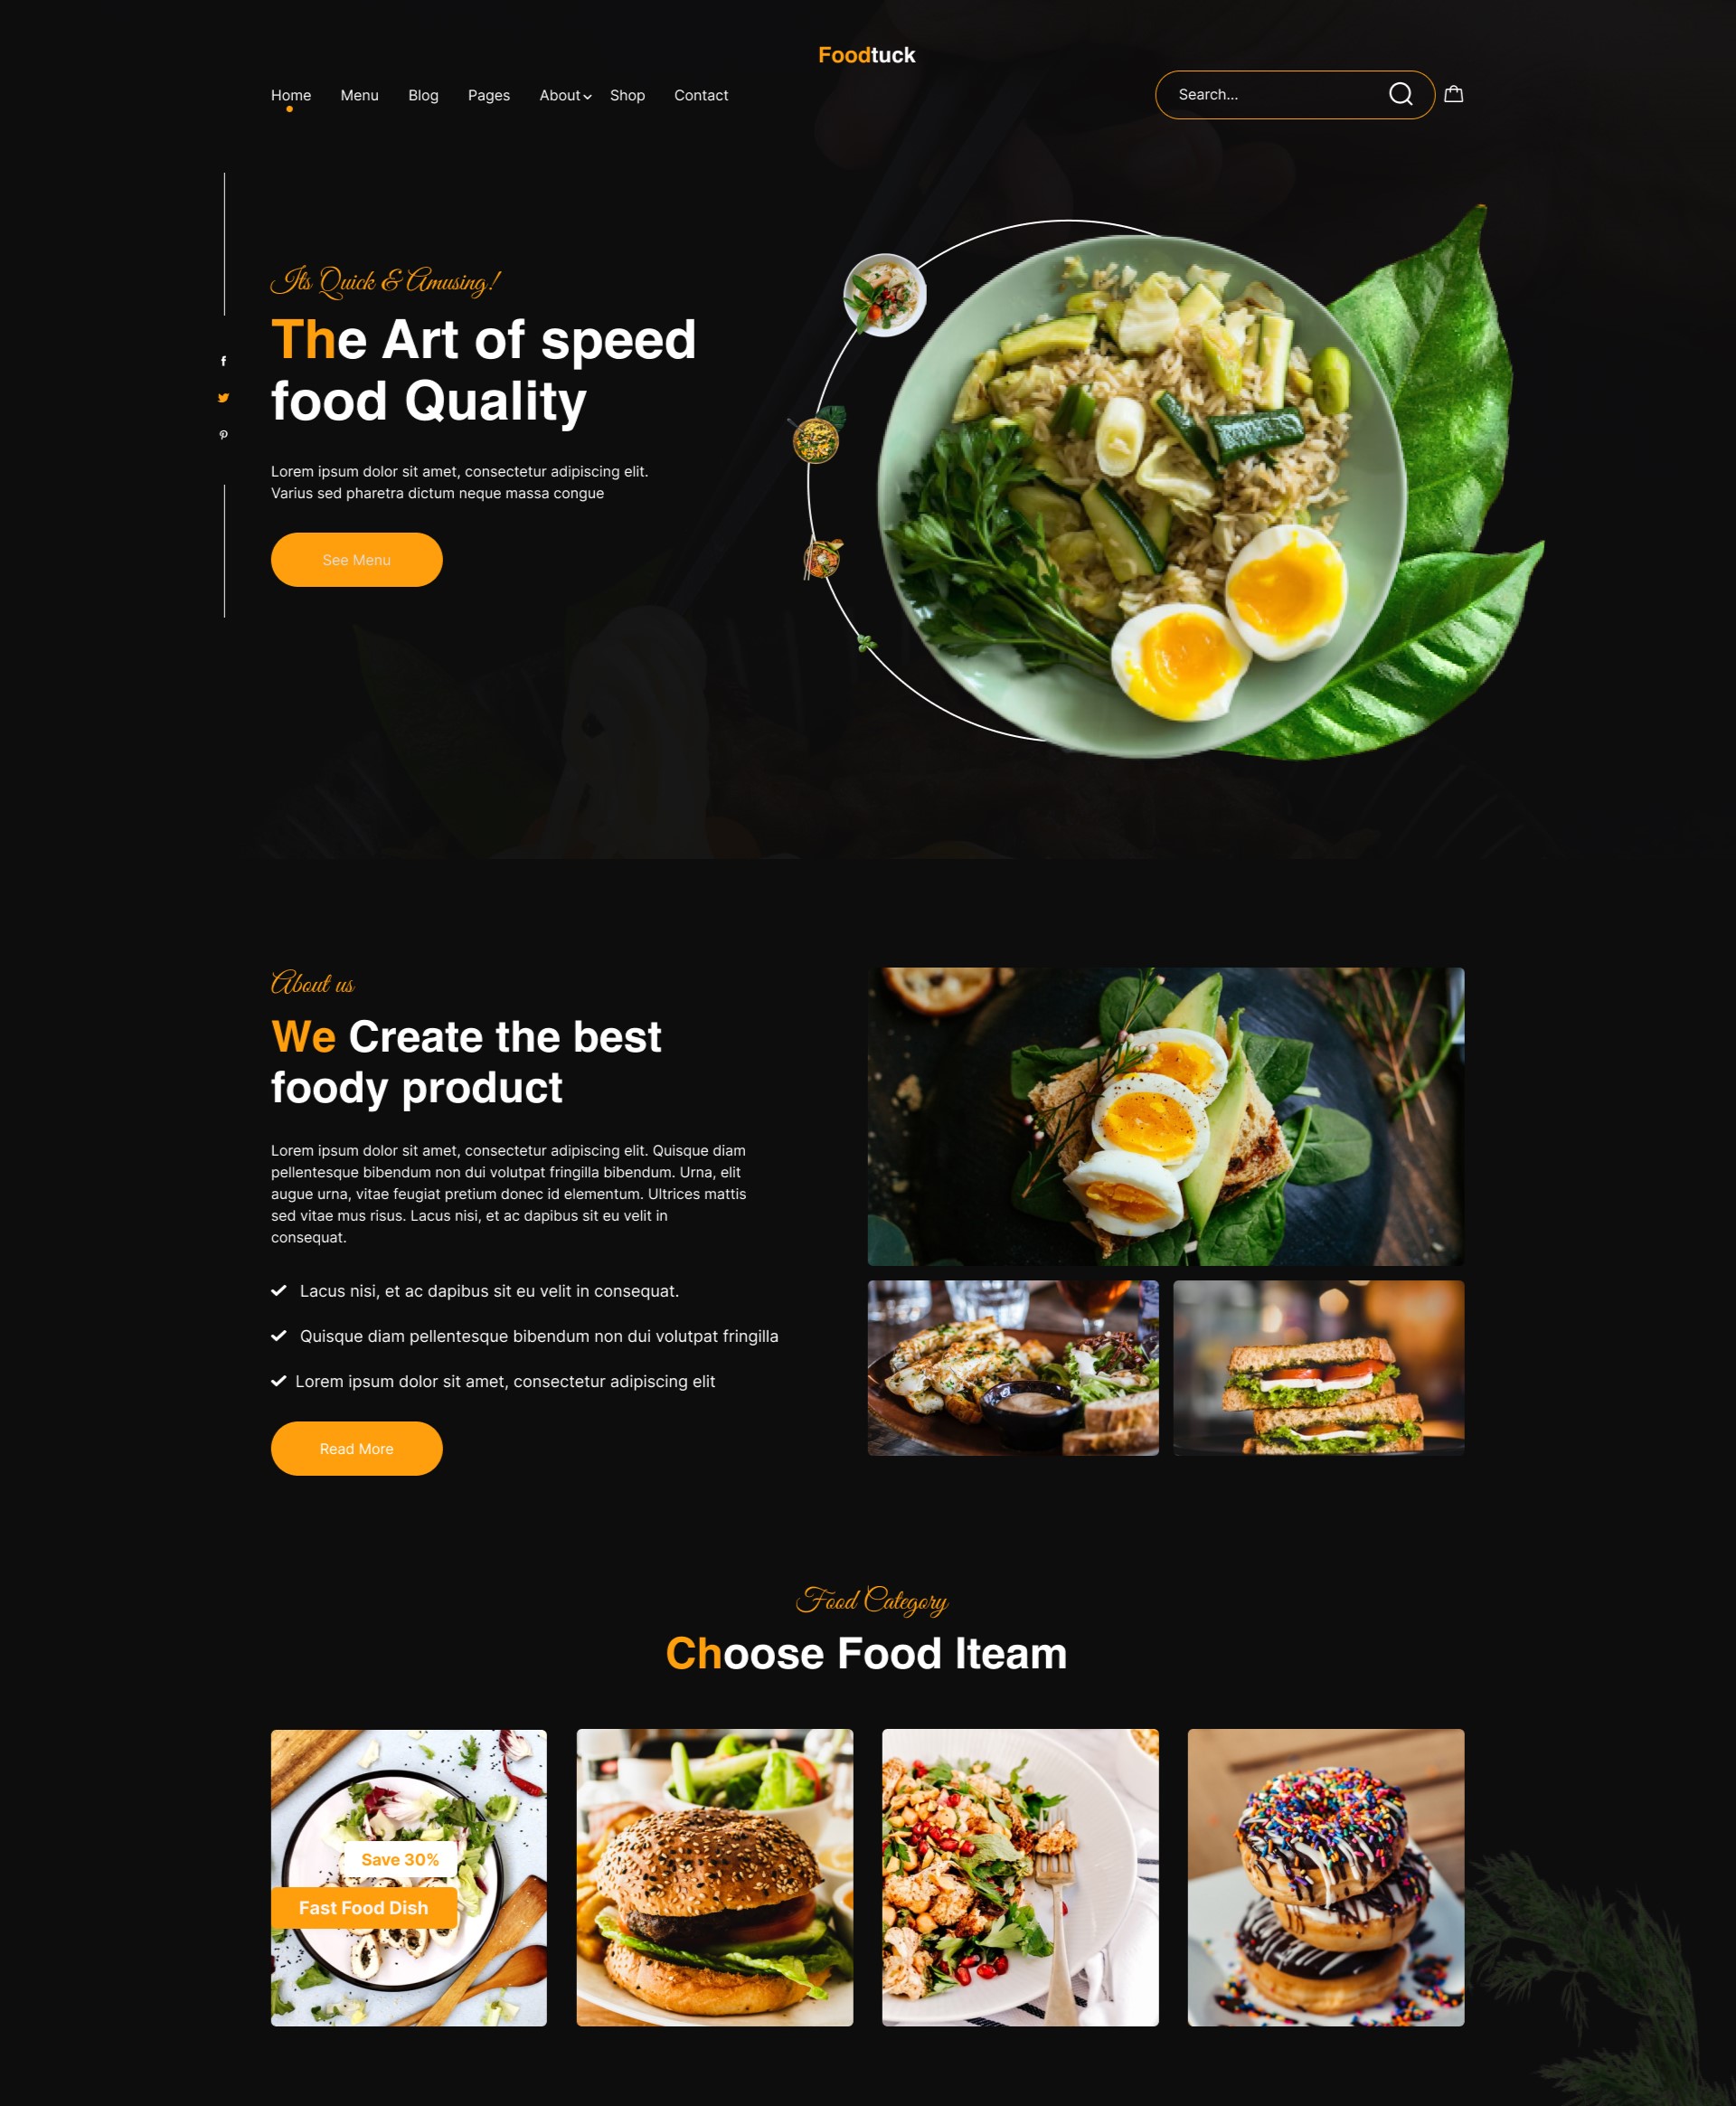 Foodtuck
Home Menu Blog Pages About Shop Contact
Search...
Its Quick & Amusing!
The Art of speed
food Quality
Lorem ipsum dolor sit amet, consectetur adipiscing elit.
Varius sed pharetra dictum neque massa congue
See Menu
About us
We Create the best
foody product
Lorem ipsum dolor sit amet, consectetur adipiscing elit. Quisque diam
pellentesque bibendum non dui volutpat fringilla bibendum. Urna, elit
augue urna, vitae feugiat pretium donec id elementum. Ultrices mattis
sed vitae mus risus. Lacus nisi, et ac dapibus sit eu velit in
consequat.
Lacus nisi, et ac dapibus sit eu velit in consequat.
Quisque diam pellentesque bibendum non dui volutpat fringilla
Lorem ipsum dolor sit amet, consectetur adipiscing elit
Read More
Food Category
Choose Food Iteam
Save 30%
Fast Food Dish